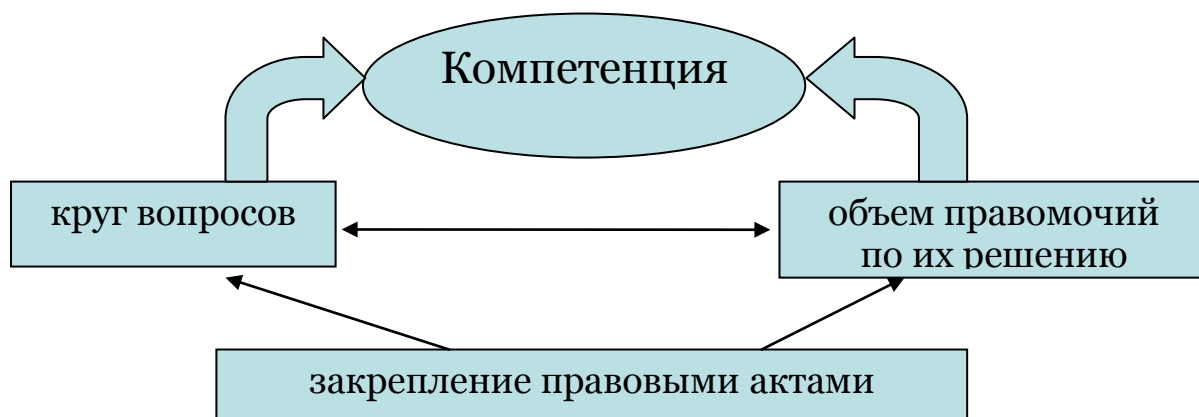 Компетенция
круг вопросов
объем правомочий
по их решению
закрепление правовыми актами